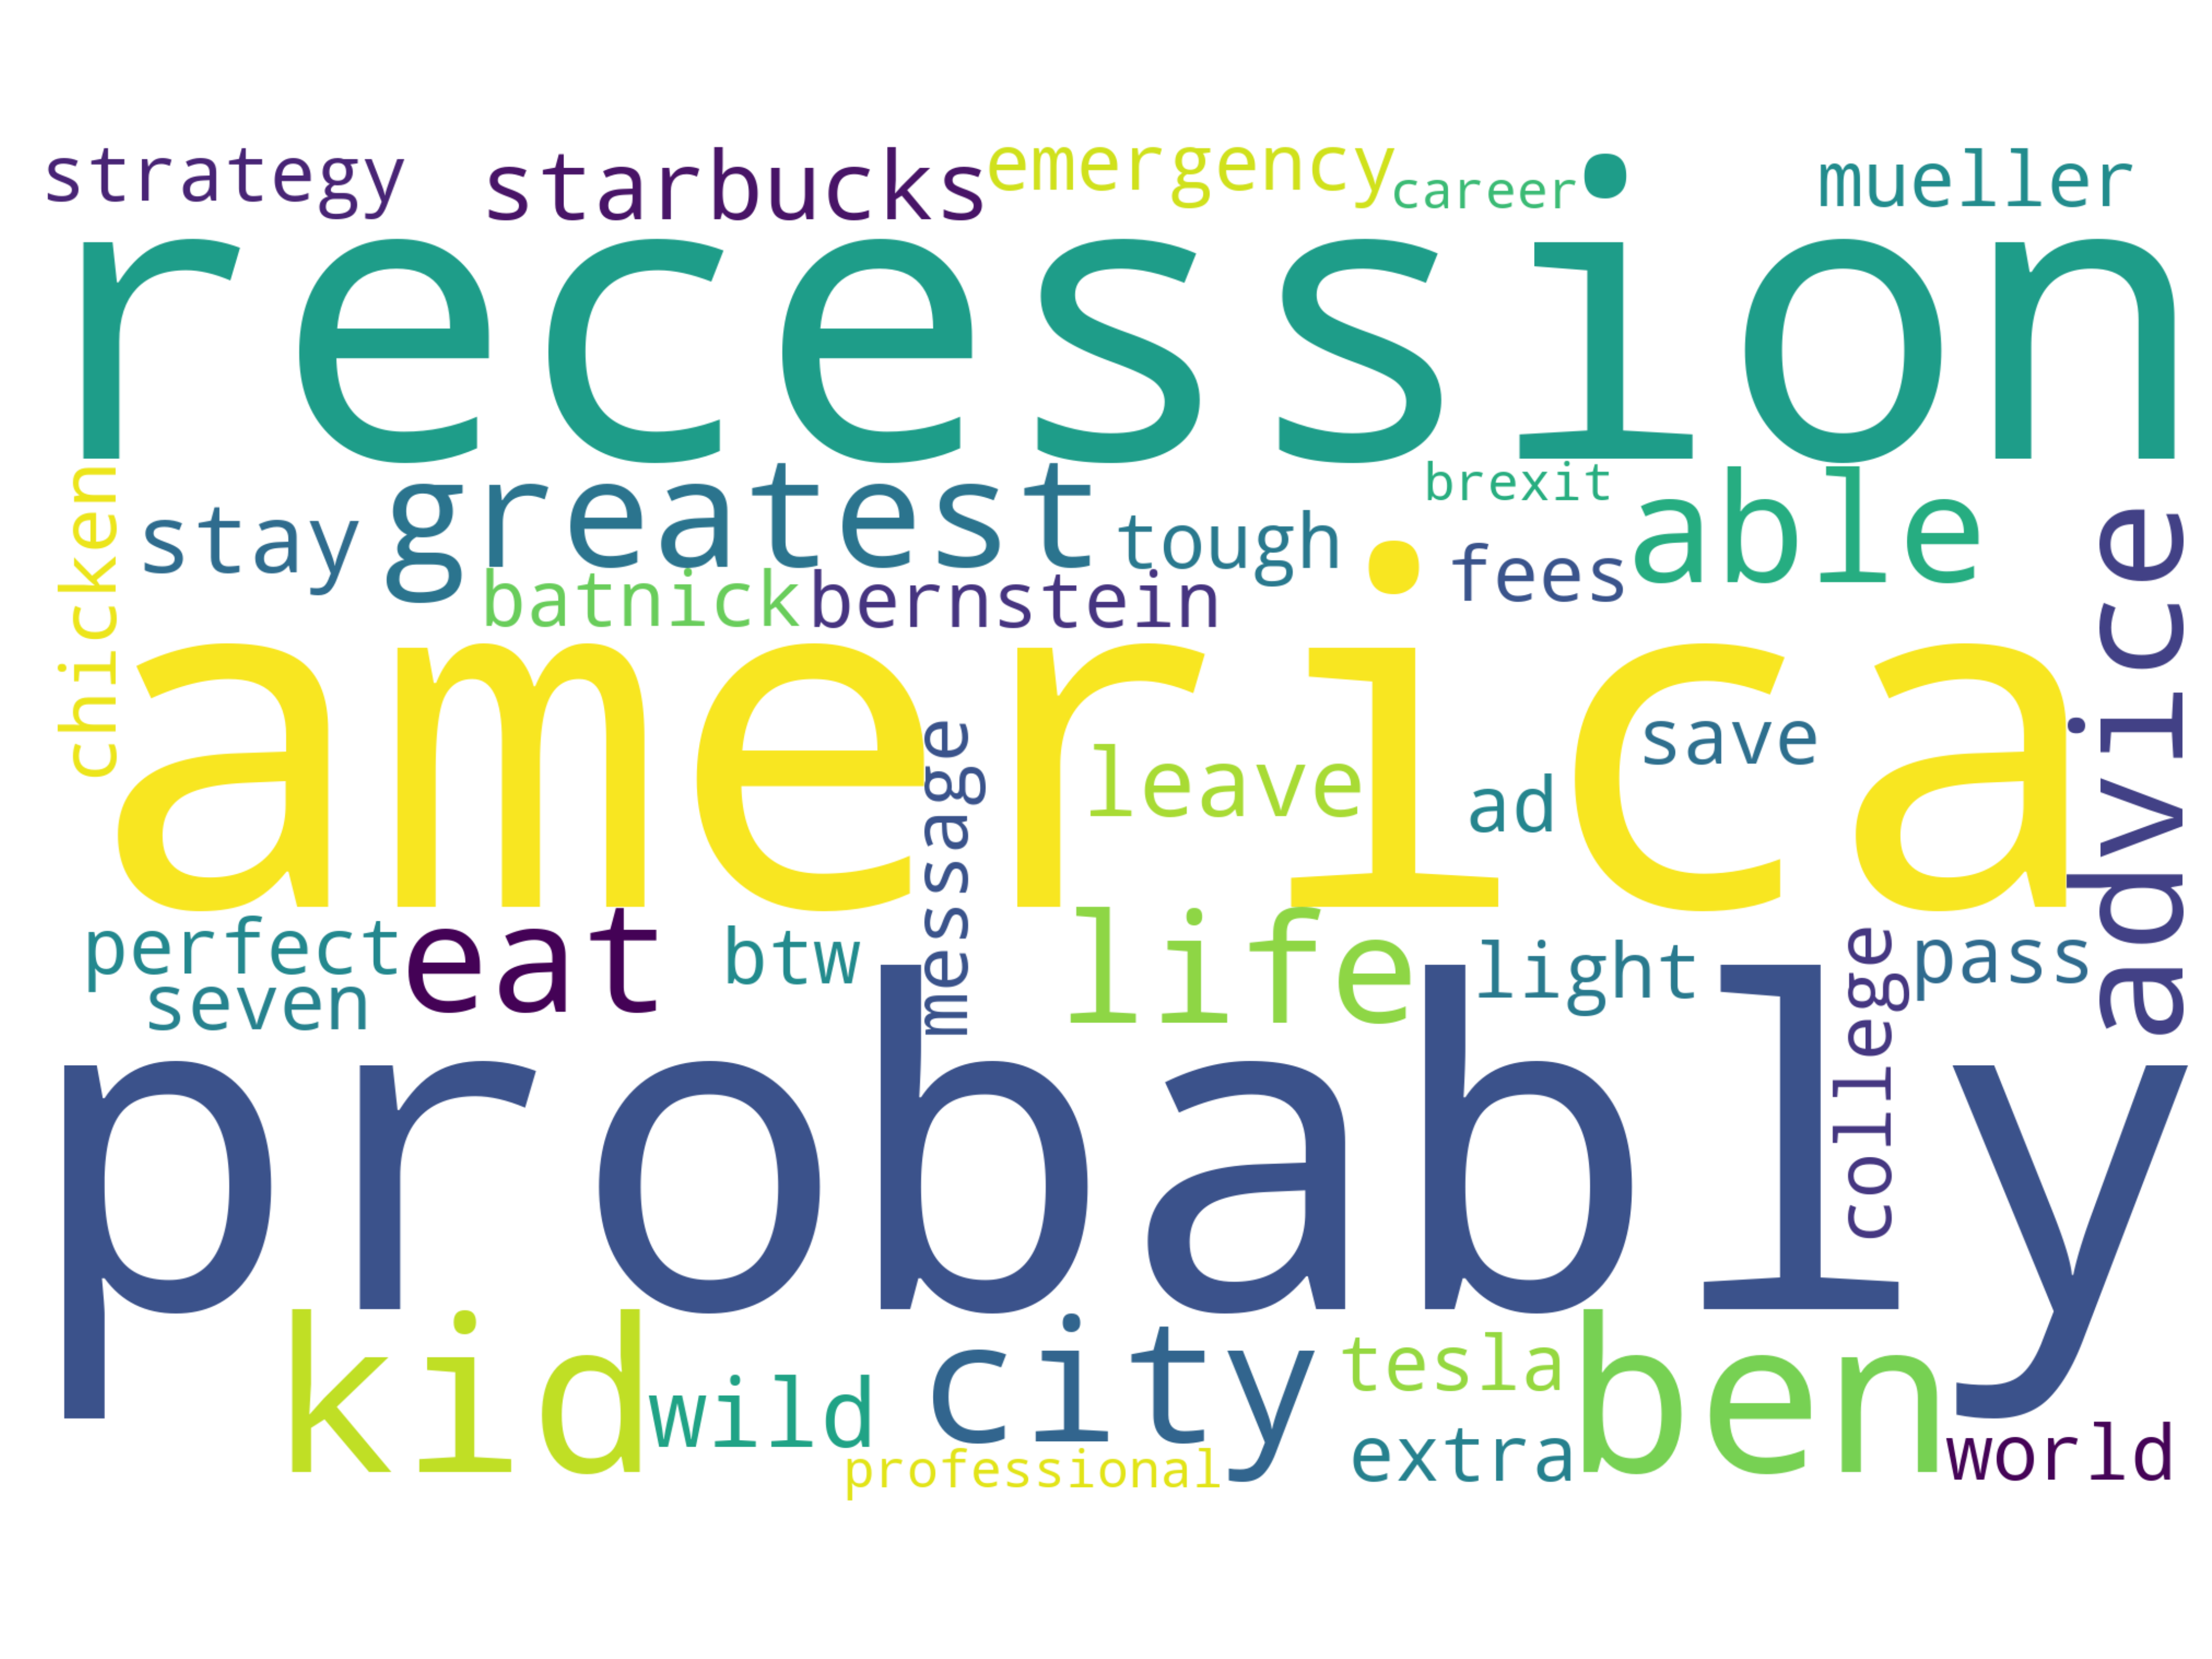 strategy
starbucks
emergency
career
mueller
recession
chicken
stay
greatest
tough
brexit
fees
able
batnick
bernstein
advice
america
message
leave
ad
save
perfect
seven
eat
btw
life
light
college
pass
probably
kid
wild
city
professional
tesla
extra
ben
world